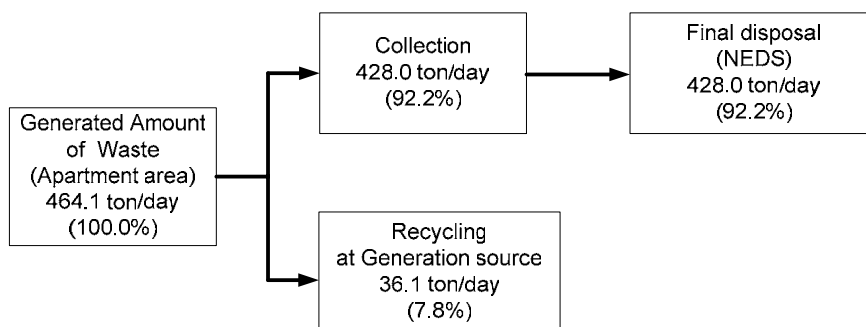 Generated Amount
of Waste
(Apartment area)
464.1 ton/day
(100.0%)
Collection
428.0 ton/day
(92.2%)
Final disposal
(NEDS)
428.0 ton/day
(92.2%)
Recycling
at Generation source
36.1 ton/day
(7.8%)